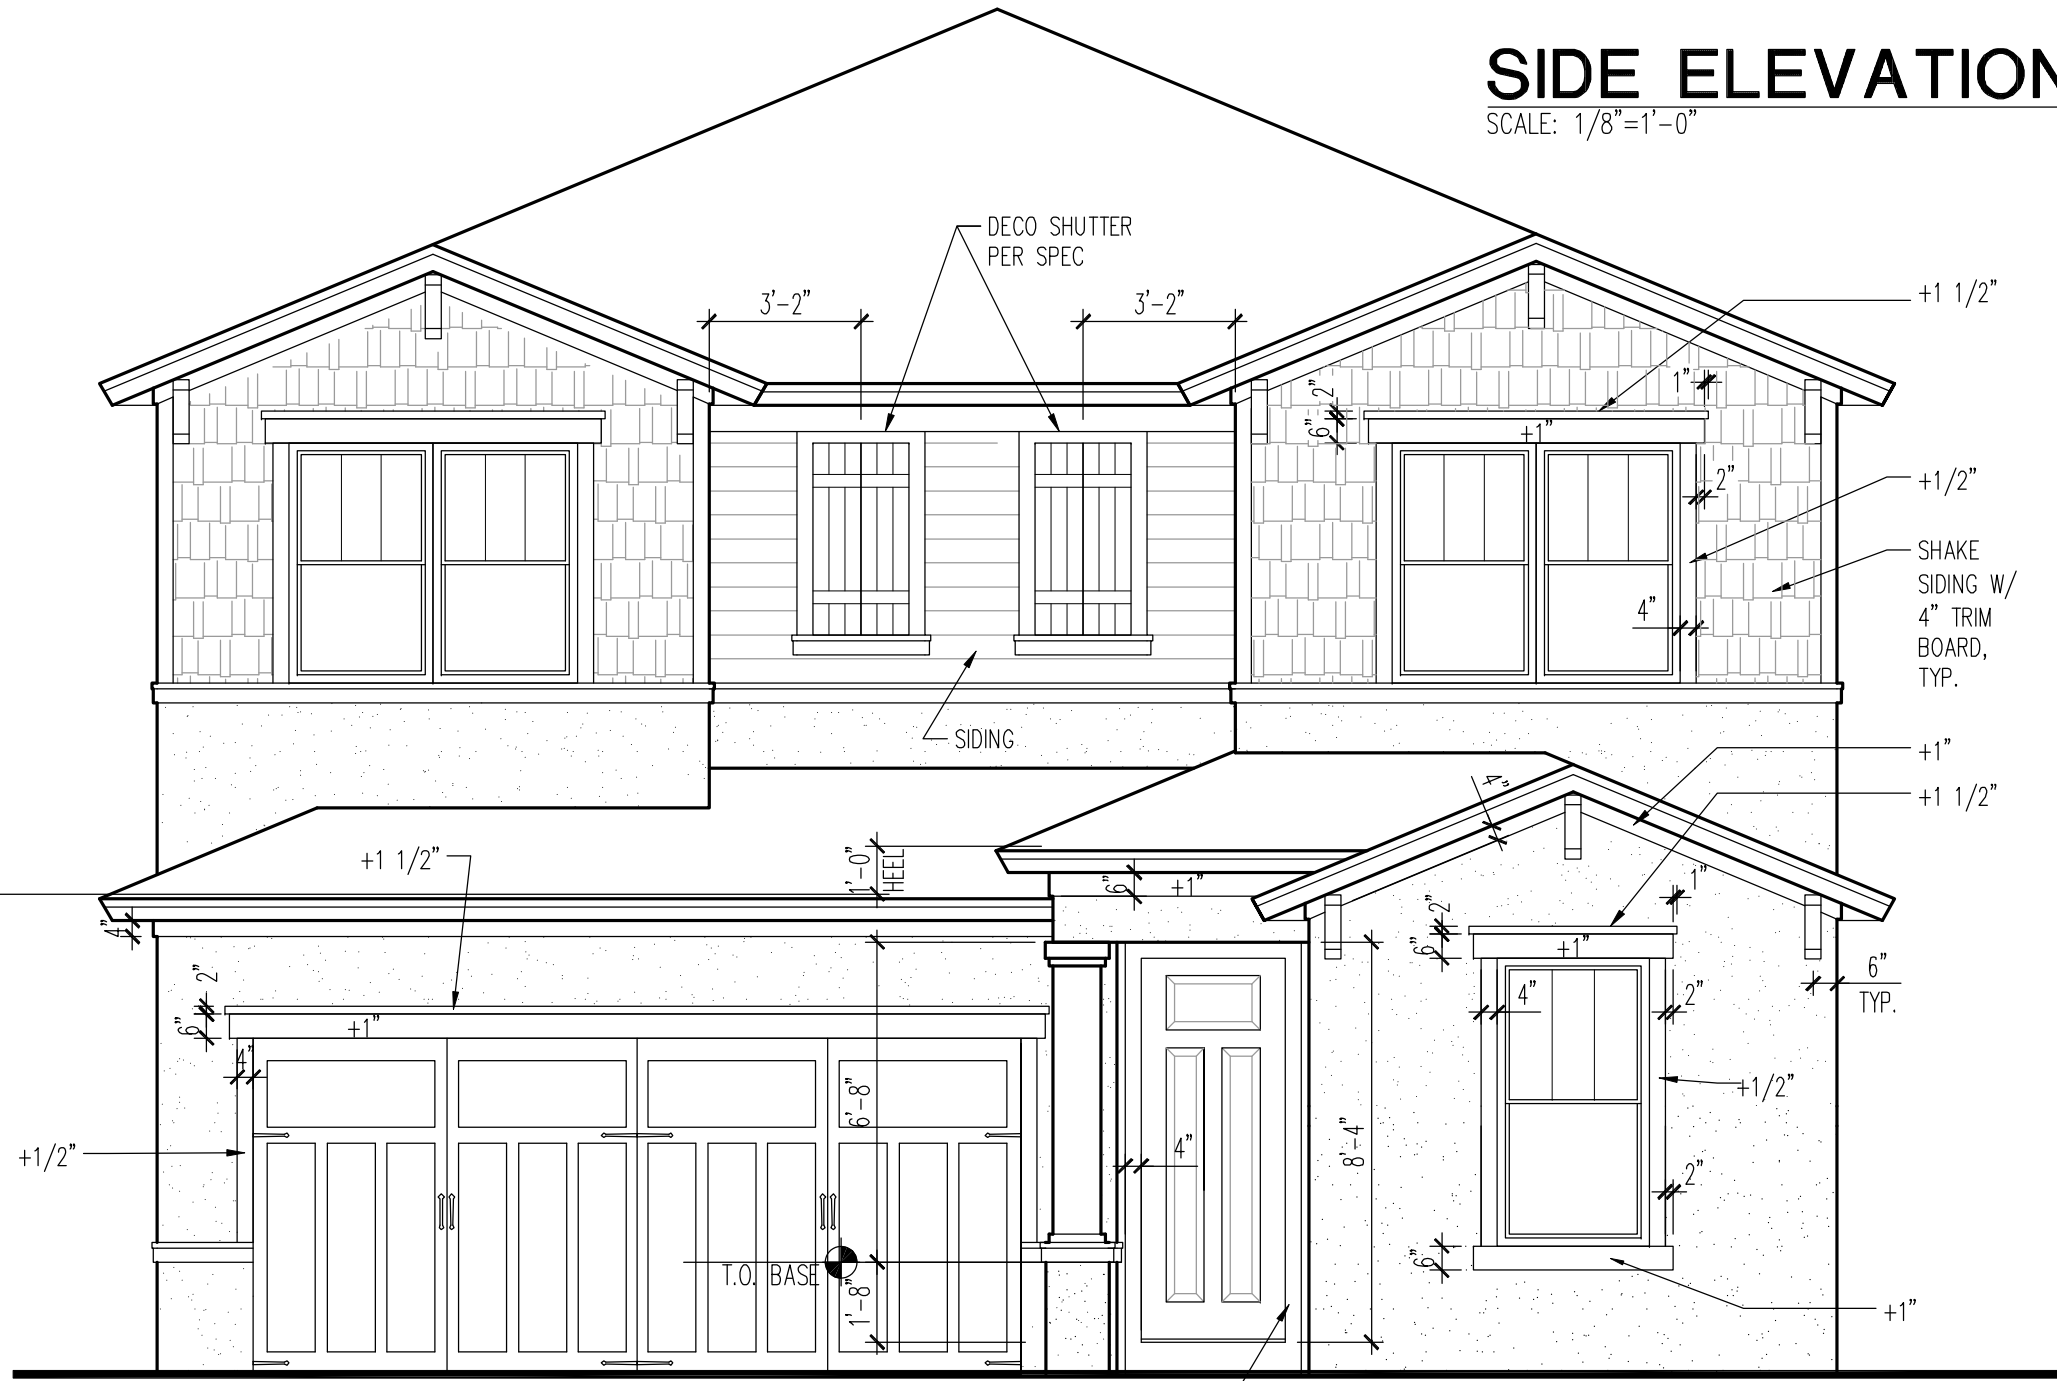 SIDE ELEVATION
SCALE: 1/8"=1'-0"
DECO SHUTTER
PER SPEC
3'-2"
3'-2"
+1 1/2"
1"
2"
6"
+1"
2"
+1/2"
SHAKE
SIDING W/
4" TRIM
BOARD,
TYP.
4"
SIDING
+1"
4"
+1 1/2"
+1 1/2"
1'-0"
HEEL
6"
+1"
1"
2"
6"
+1"
4"
2"
6"
+1"
4"
6"
TYP.
4"
2"
+1/2"
6'-8"
8'-4"
4"
+1/2"
2"
T.O. BASE
1'-8"
6"
+1"